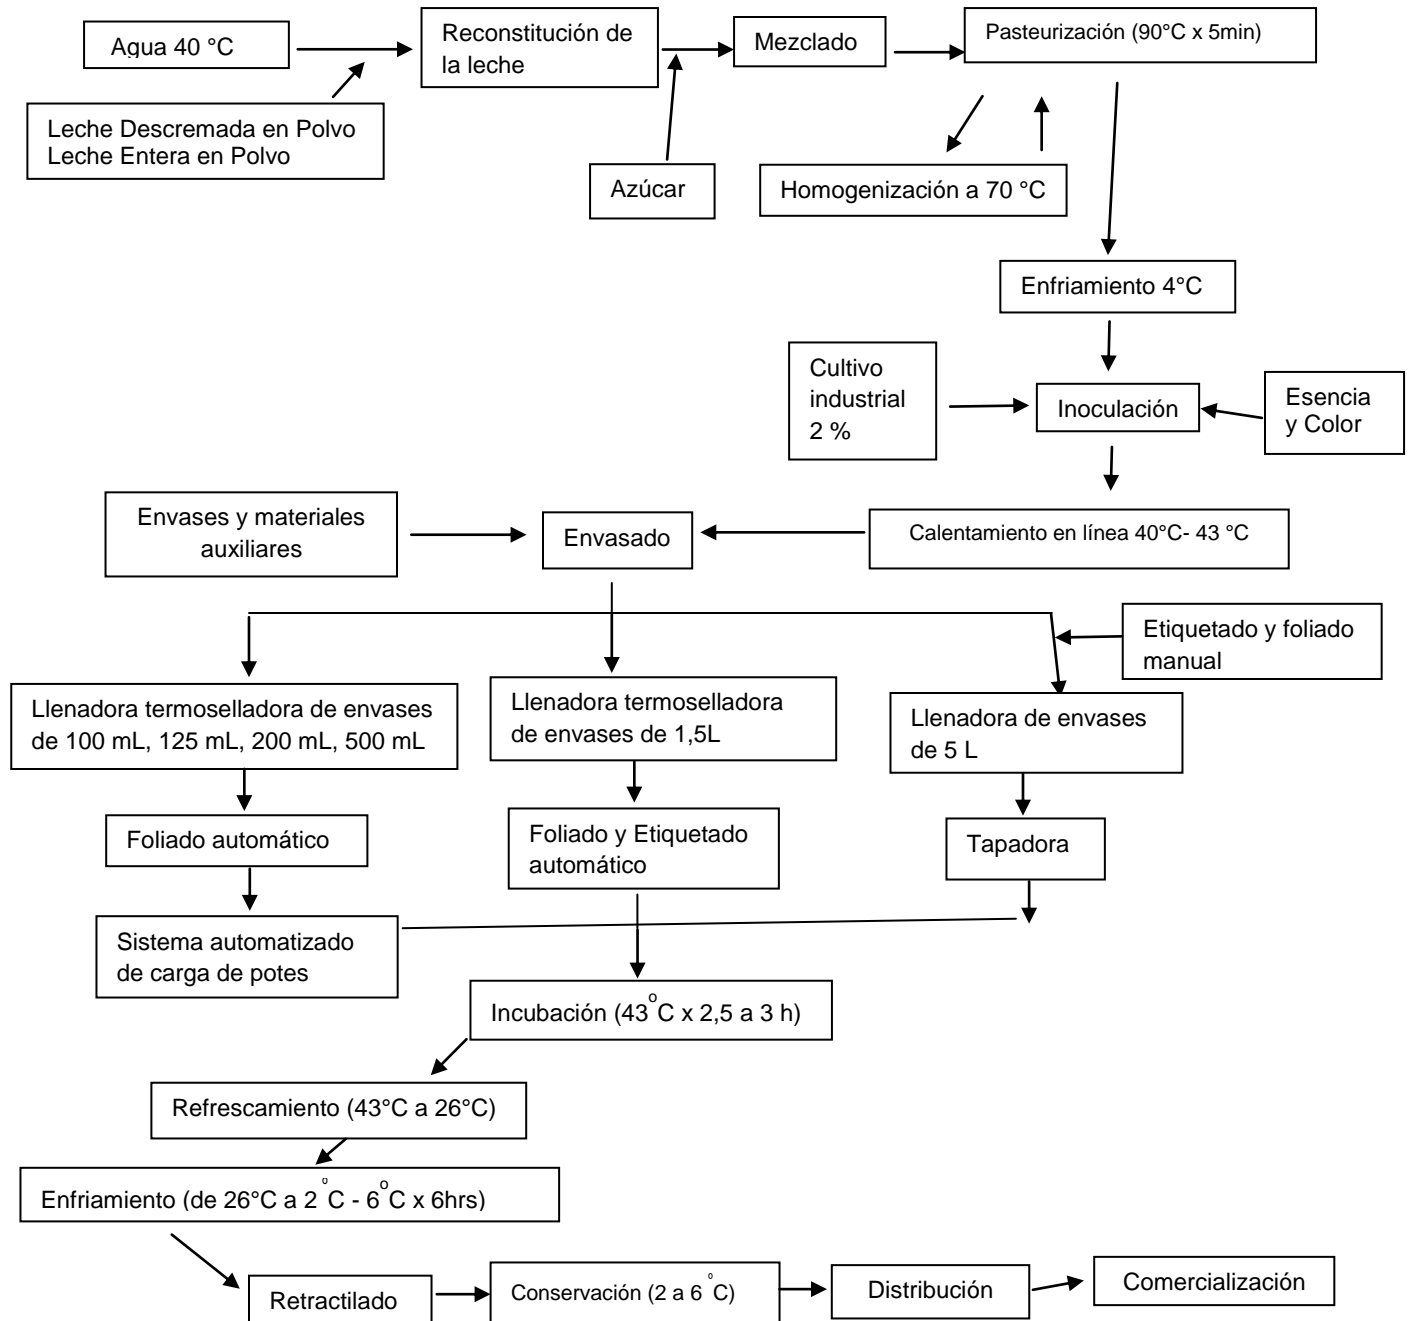 Agua 40 °C
Reconstitución de
la leche
Mezclado
Pasteurización (90°C x 5min)
Leche Descremada en Polvo
Leche Entera en Polvo
Azúcar
Homogenización a 70 °C
Enfriamiento 4°C
Cultivo
industrial
2 %
Inoculación
Esencia
y Color
Envases y materiales
auxiliares
Envasado
Calentamiento en línea 40°C- 43 °C
Etiquetado y foliado
manual
Llenadora termoselladora de envases
de 100 mL, 125 mL, 200 mL, 500 mL
Llenadora termoselladora
de envases de 1,5L
Llenadora de envases
de 5 L
Foliado automático
Foliado y Etiquetado
automático
Tapadora
Sistema automatizado
de carga de potes
Incubación (43°C x 2,5 a 3 h)
Refrescamiento (43°C a 26°C)
Enfriamiento (de 26°C a 2°C - 6°C x 6hrs)
Retractilado
Conservación (2 a 6 °C)
Distribución
Comercialización